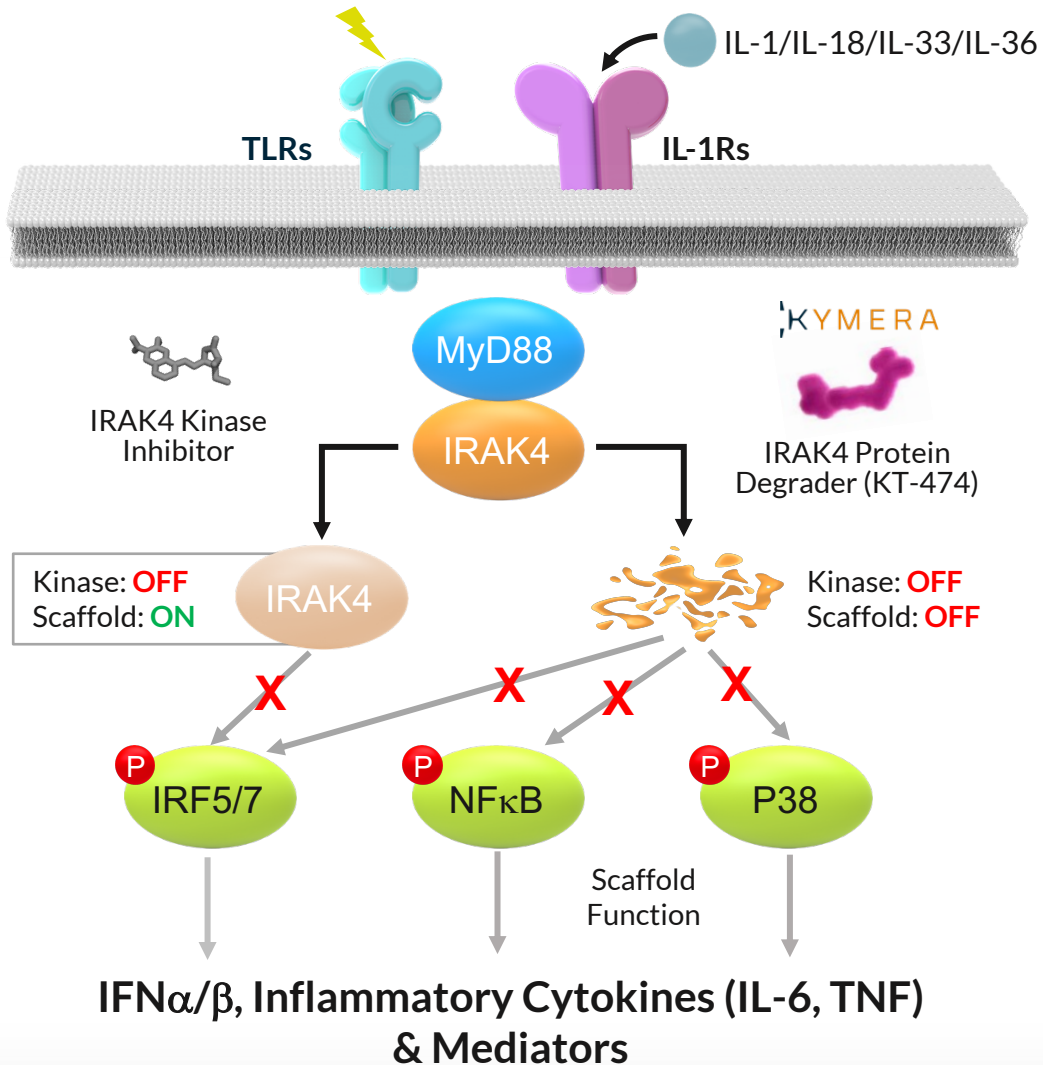 IL-1/IL-18/IL-33/IL-36
TLRs
IL-1Rs
MyD88
KYMERA
IRAK4 Kinase
Inhibitor
IRAK4
IRAK4 Protein
Degrader (KT-474)
Kinase: OFF
Scaffold: ON
IRAK4
Kinase: OFF
Scaffold: OFF
X
X
X
X
P
IRF5/7
P
NFκB
P
P38
Scaffold
Function
IFNα/β, Inflammatory Cytokines (IL-6, TNF)
& Mediators